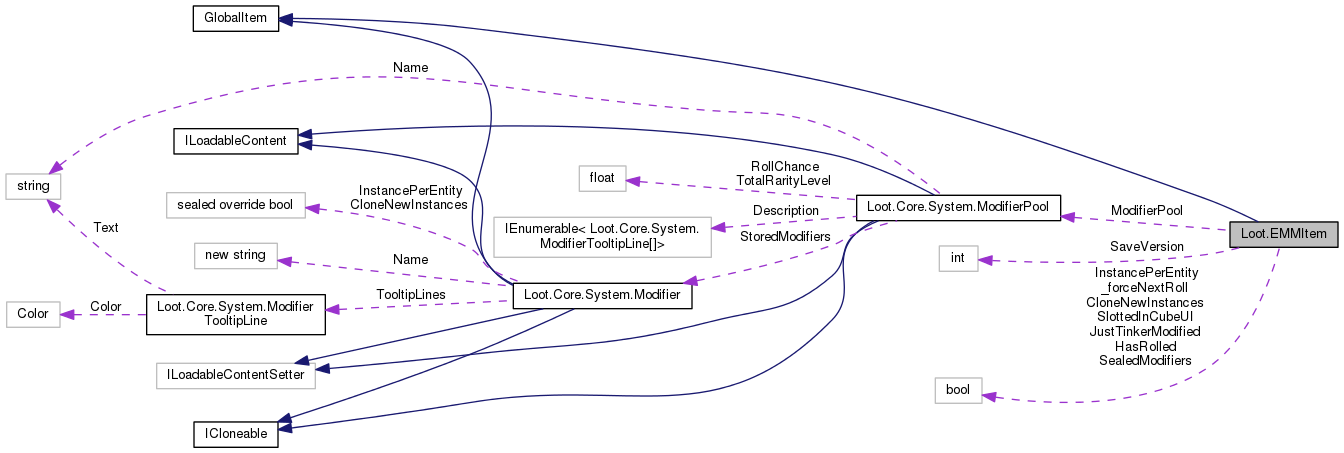 GlobalItem
Name
ILoadableContent
RollChance
TotalRarityLevel
float
string
InstancePerEntity
CloneNewInstances
sealed override bool
Loot.Core.System.ModifierPool
Description
ModifierPool
IEnumerable< Loot.Core.System.
ModifierTooltipLine[]>
StoredModifiers
Loot.EMMItem
Text
new string
Name
SaveVersion
int
InstancePerEntity
_forceNextRoll
CloneNewInstances
SlottedInCubeUI
JustTinkerModified
HasRolled
SealedModifiers
TooltipLines
Loot.Core.System.Modifier
Color
Color
Loot.Core.System.Modifier
TooltipLine
ILoadableContentSetter
bool
ICloneable